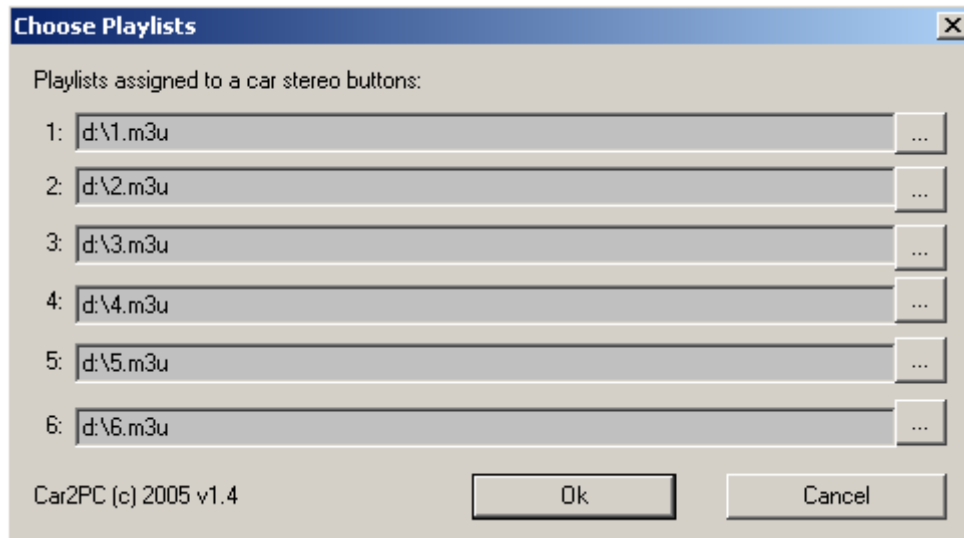 Choose Playlists
Playlists assigned to a car stereo buttons:
1: d:\1.m3u ...
2: d:\2.m3u ...
3: d:\3.m3u ...
4: d:\4.m3u ...
5: d:\5.m3u ...
6: d:\6.m3u ...
Car2PC (c) 2005 v1.4 Ok Cancel